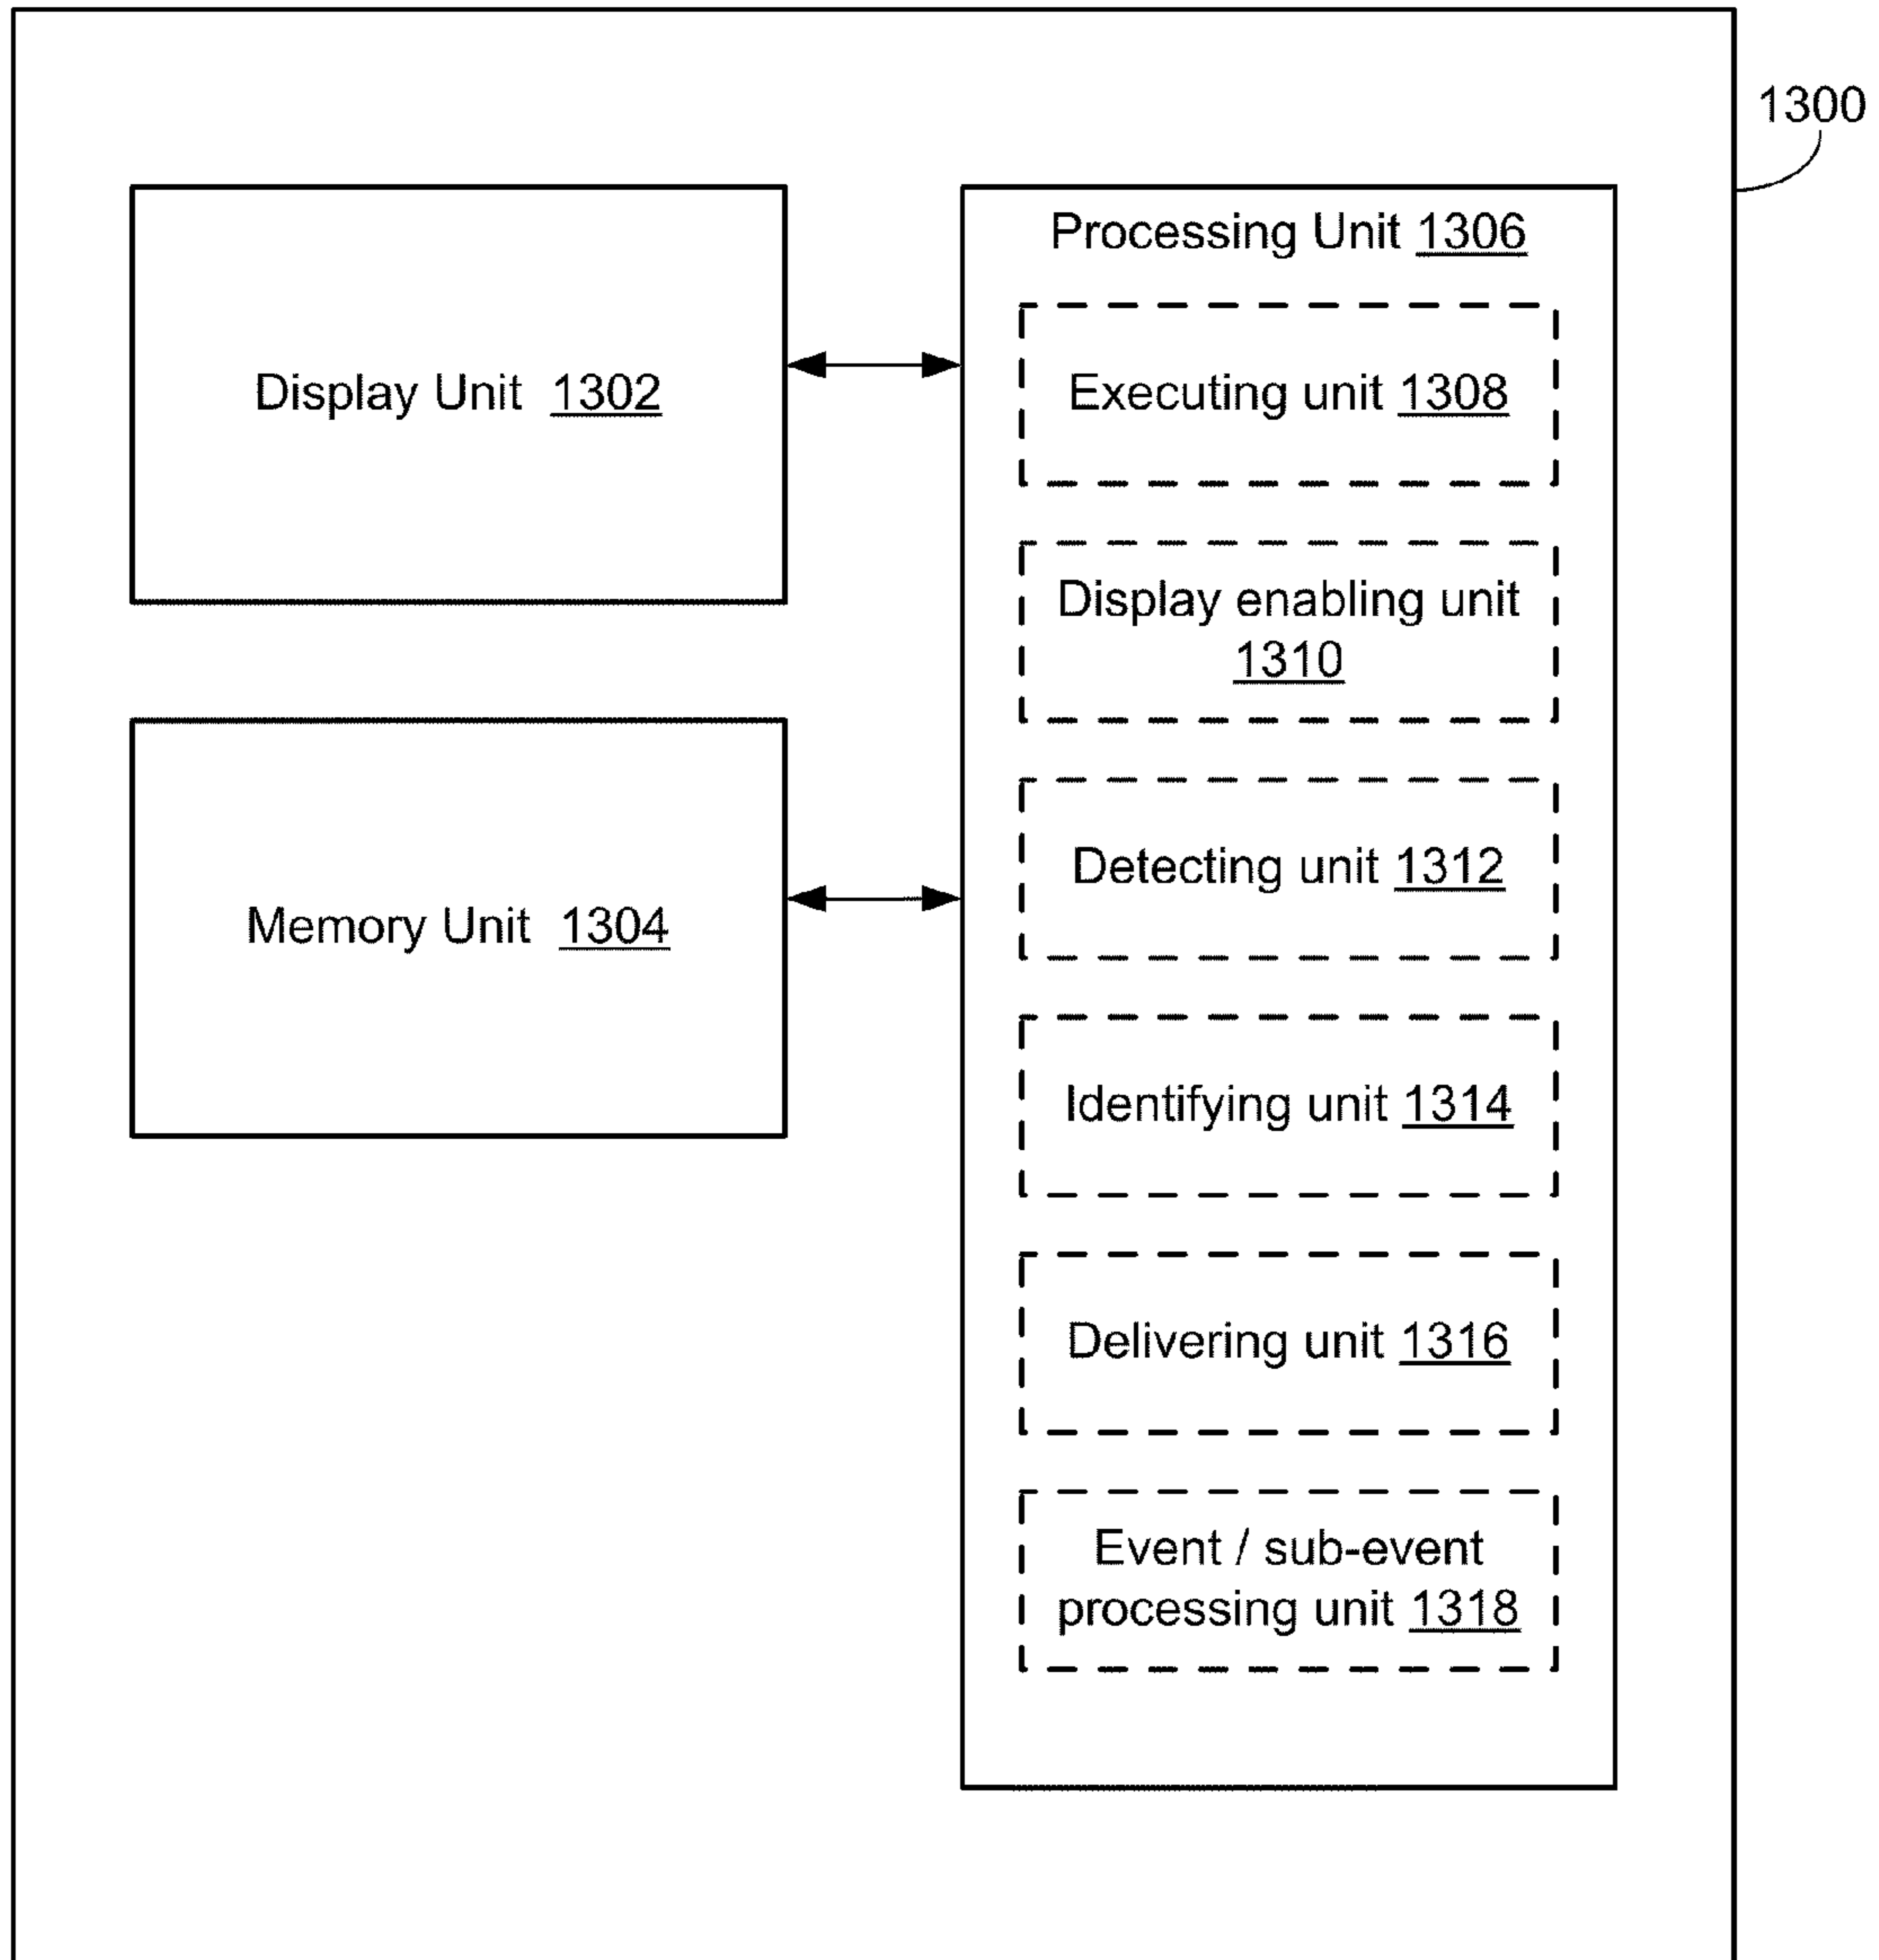 1300
Display Unit 1302
Memory Unit 1304
Processing Unit 1306
Executing unit 1308
Display enabling unit
1310
Detecting unit 1312
Identifying unit 1314
Delivering unit 1316
Event / sub-event
processing unit 1318